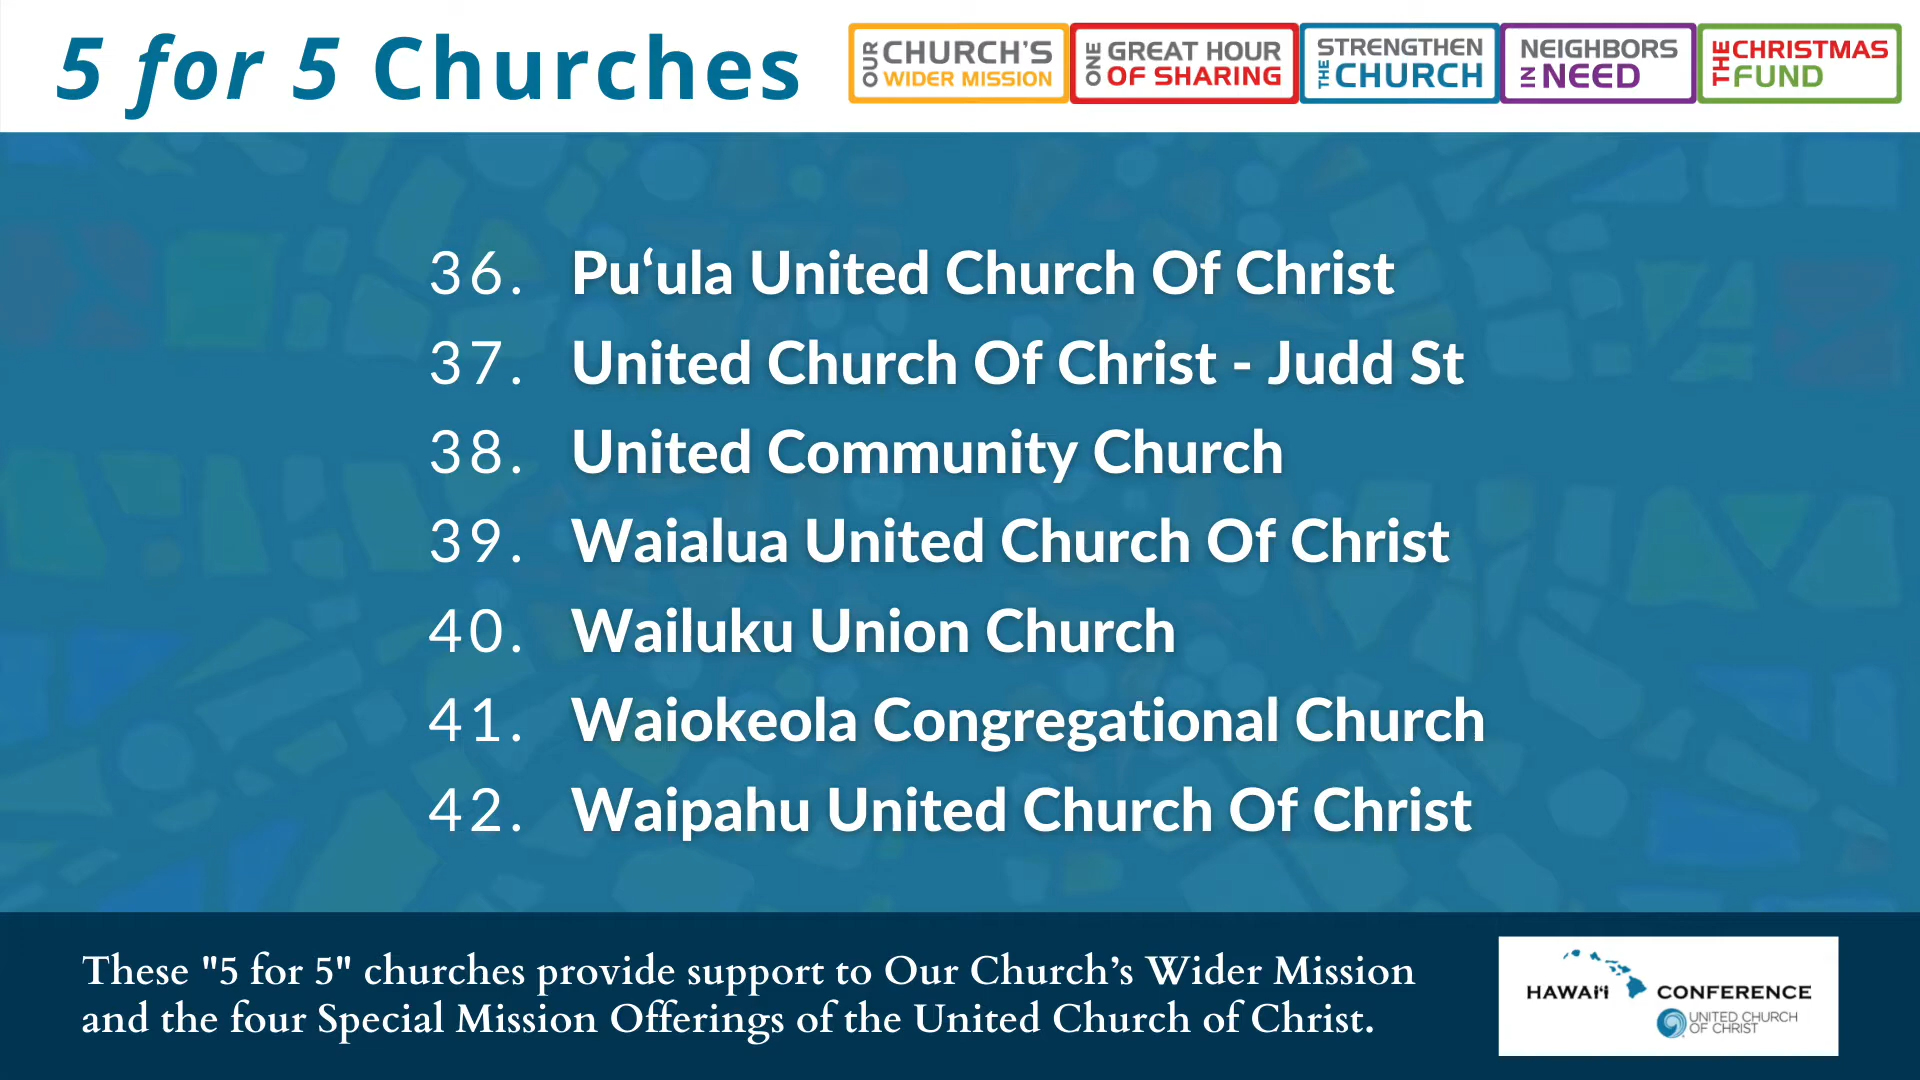 5 for 5 Churches
OUR CHURCH'S WIDER MISSION
ONE GREAT HOUR OF SHARING
STRENGTHEN THE CHURCH
NEIGHBORS IN NEED
THE CHRISTMAS FUND
36. Pu‘ula United Church Of Christ
37. United Church Of Christ - Judd St
38. United Community Church
39. Waialua United Church Of Christ
40. Wailuku Union Church
41. Waiokeola Congregational Church
42. Waipahu United Church Of Christ
These "5 for 5" churches provide support to Our Church’s Wider Mission
and the four Special Mission Offerings of the United Church of Christ.
HAWAI‘I CONFERENCE
UNITED CHURCH
OF CHRIST